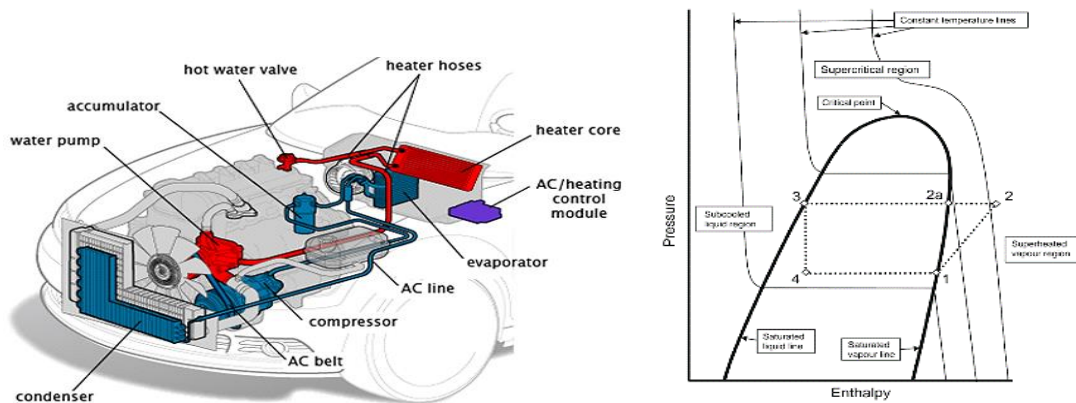 hot water valve
heater hoses
accumulator
water pump
heater core
AC/heating
control
module
evaporator
AC line
compressor
AC belt
condenser
Constant temperature lines
Supercritical region
Critical point
3
2a
2
Subcooled
liquid region
Superheated
vapour region
4
1
Saturated
liquid line
Saturated
vapour line
Pressure
Enthalpy